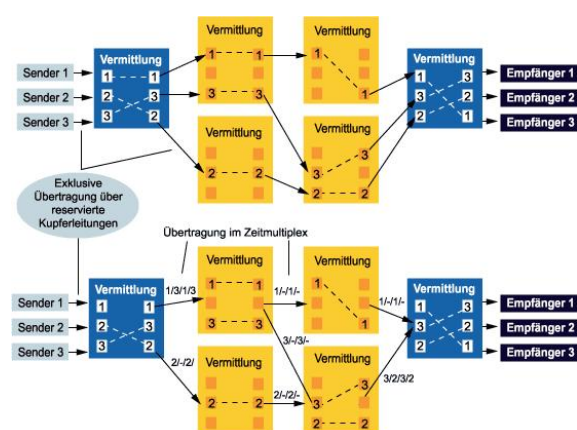 Vermittlung
Vermittlung
Vermittlung
Vermittlung
Sender 1
Sender 2
Sender 3
1 1
2 3
3 2
1 1
3 3
1
1
1 3
3 2
2 1
Empfänger 1
Empfänger 2
Empfänger 3
Vermittlung
Vermittlung
2 2
3
3
2 2
Exklusive
Übertragung über
reservierte
Kupferleitungen
Übertragung im Zeitmultiplex
Vermittlung
Vermittlung
Vermittlung
Vermittlung
Sender 1
Sender 2
Sender 3
1 1
2 3
3 2
1/3/1/3
2/-/2/
1 1
3 3
1/-/1/-
3/-/3/-
1
1
1/-/1/-
1 3
3 2
2 1
Empfänger 1
Empfänger 2
Empfänger 3
Vermittlung
Vermittlung
2 2
2/-/2/-
3
3
2 2
3/2/3/2